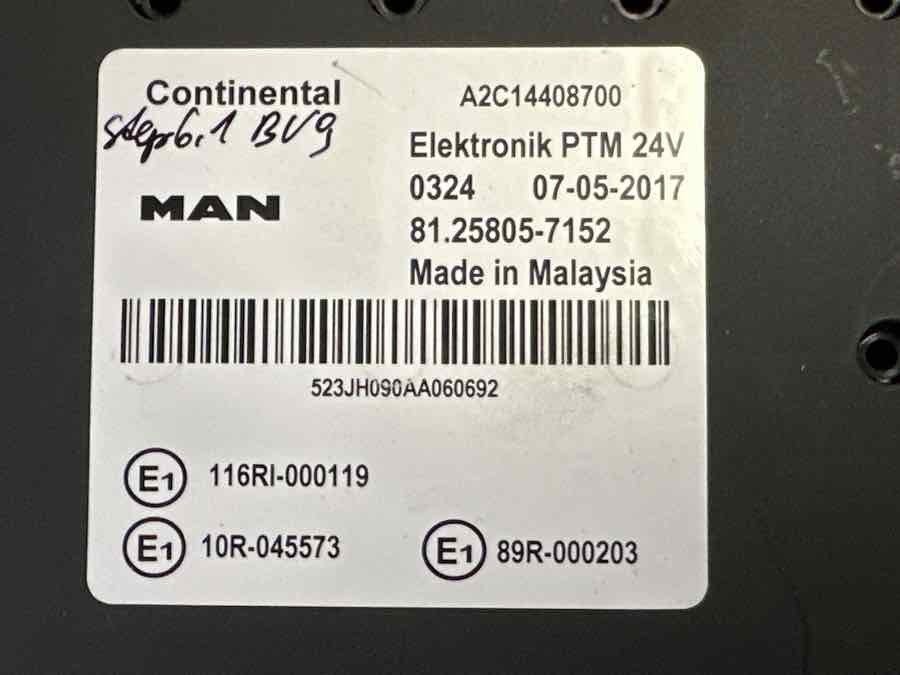 Continental
A2C14408700
step6.1 BV9
Elektronik PTM 24V
MAN
0324 07-05-2017
81.25805-7152
Made in Malaysia
523JH090AA060692
E1 116RI-000119
E1 10R-045573
E1 89R-000203